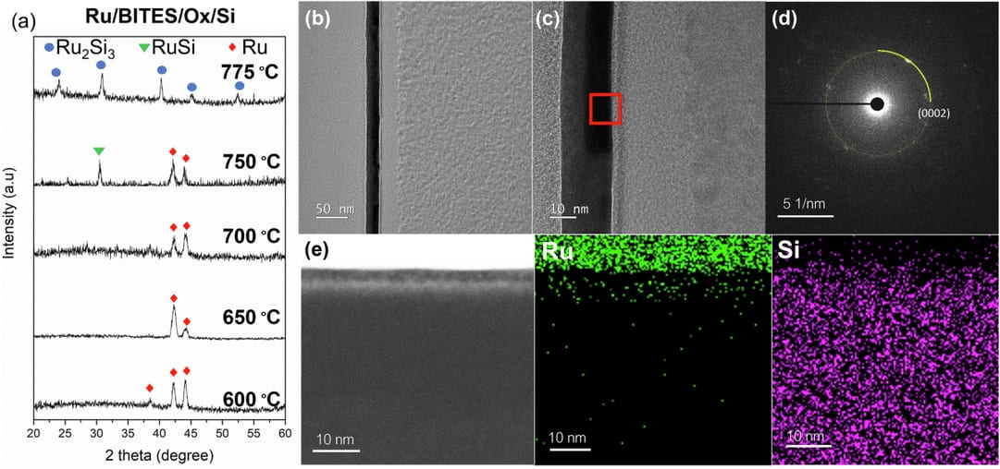 (a)
Ru/BITES/Ox/Si
Ru₂Si₃
RuSi
Ru
775 °C
750 °C
700 °C
650 °C
600 °C
Intensity (a.u)
20 25 30 35 40 45 50 55 60
2 theta (degree)
(b)
50 nm
(c)
10 nm
(d)
(0002)
5 1/nm
(e)
10 nm
Ru
10 nm
Si
10 nm